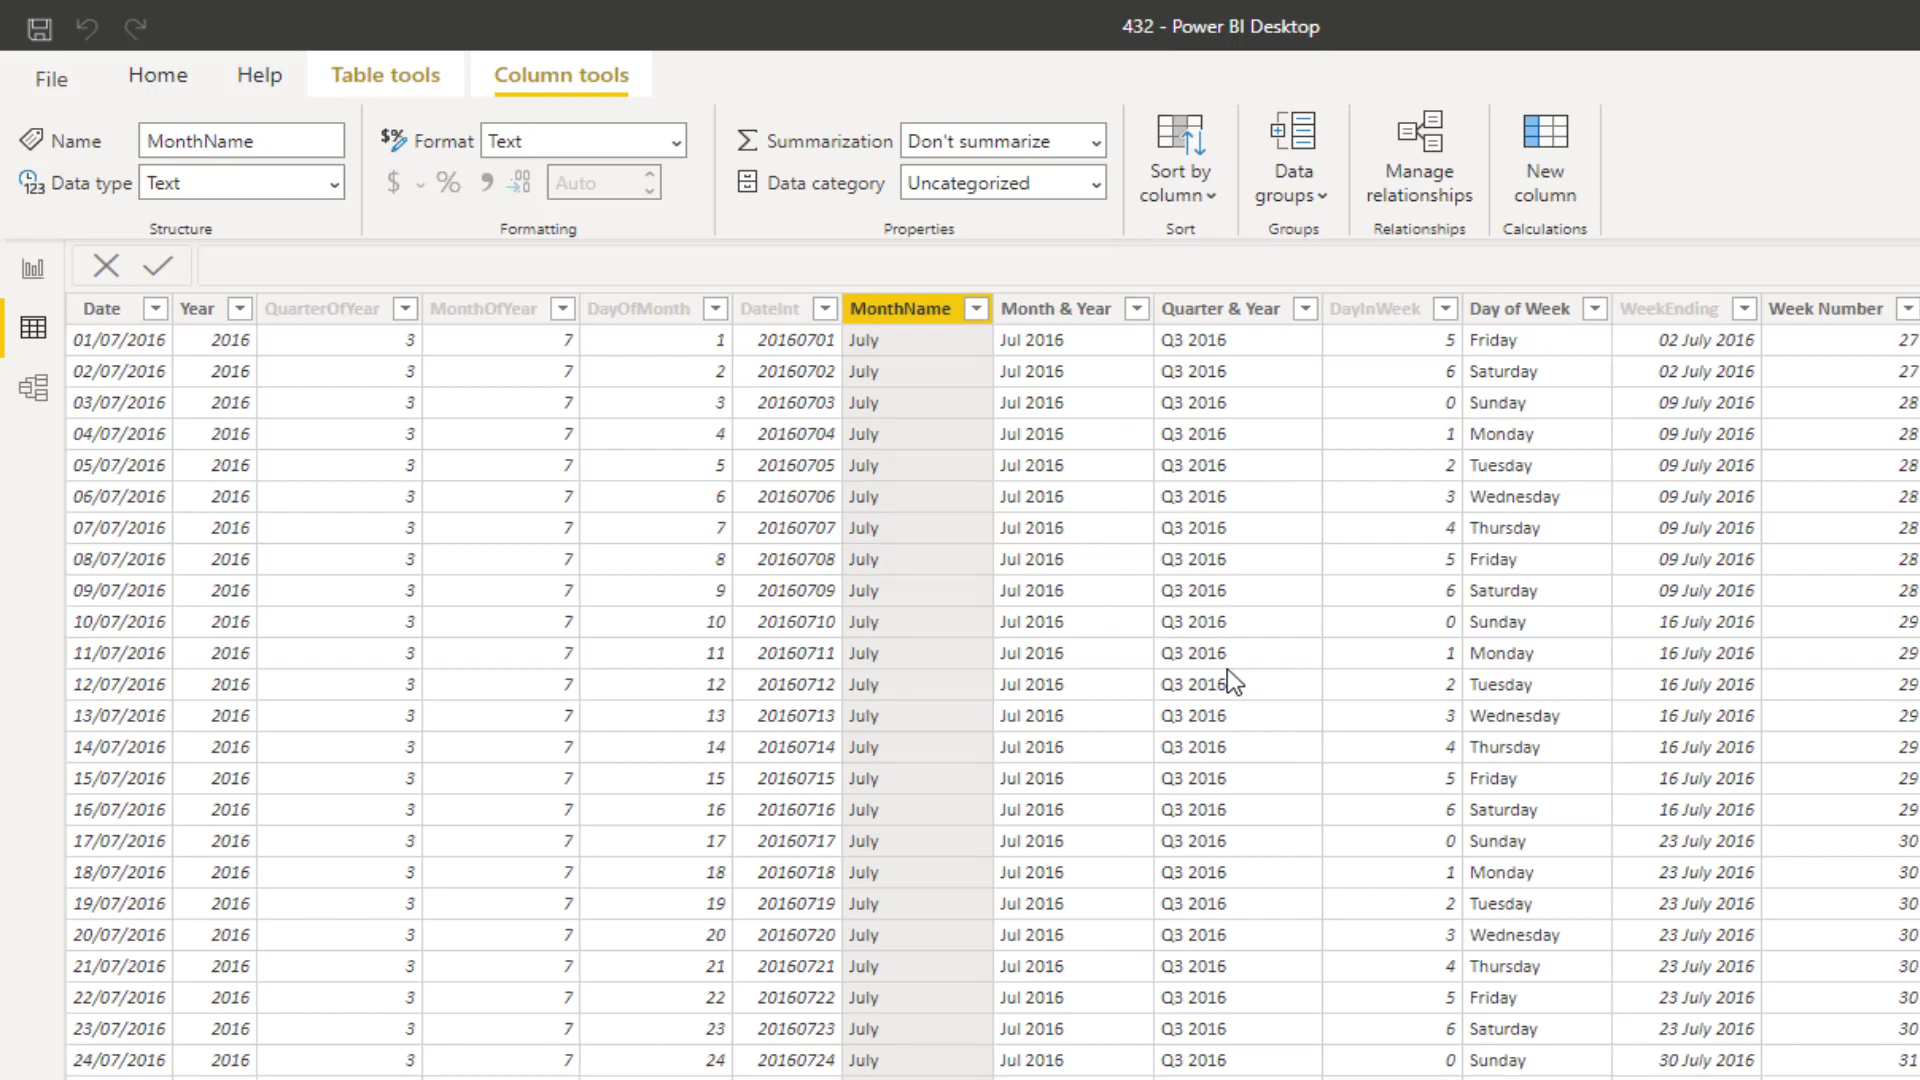 432 - Power BI Desktop
File Home Help Table tools Column tools
Name MonthName $% Format Text Summarization Don't summarize
Data type Text $ % Auto Data category Uncategorized
Sort by column Data groups Manage relationships New column
Structure Formatting Properties Sort Groups Relationships Calculations
Date Year QuarterOfYear MonthOfYear DayOfMonth DateInt MonthName Month & Year Quarter & Year DayInWeek Day of Week WeekEnding Week Number
01/07/2016 2016 3 7 1 20160701 July Jul 2016 Q3 2016 5 Friday 02 July 2016 27
02/07/2016 2016 3 7 2 20160702 July Jul 2016 Q3 2016 6 Saturday 02 July 2016 27
03/07/2016 2016 3 7 3 20160703 July Jul 2016 Q3 2016 0 Sunday 09 July 2016 28
04/07/2016 2016 3 7 4 20160704 July Jul 2016 Q3 2016 1 Monday 09 July 2016 28
05/07/2016 2016 3 7 5 20160705 July Jul 2016 Q3 2016 2 Tuesday 09 July 2016 28
06/07/2016 2016 3 7 6 20160706 July Jul 2016 Q3 2016 3 Wednesday 09 July 2016 28
07/07/2016 2016 3 7 7 20160707 July Jul 2016 Q3 2016 4 Thursday 09 July 2016 28
08/07/2016 2016 3 7 8 20160708 July Jul 2016 Q3 2016 5 Friday 09 July 2016 28
09/07/2016 2016 3 7 9 20160709 July Jul 2016 Q3 2016 6 Saturday 09 July 2016 28
10/07/2016 2016 3 7 10 20160710 July Jul 2016 Q3 2016 0 Sunday 16 July 2016 29
11/07/2016 2016 3 7 11 20160711 July Jul 2016 Q3 2016 1 Monday 16 July 2016 29
12/07/2016 2016 3 7 12 20160712 July Jul 2016 Q3 2016 2 Tuesday 16 July 2016 29
13/07/2016 2016 3 7 13 20160713 July Jul 2016 Q3 2016 3 Wednesday 16 July 2016 29
14/07/2016 2016 3 7 14 20160714 July Jul 2016 Q3 2016 4 Thursday 16 July 2016 29
15/07/2016 2016 3 7 15 20160715 July Jul 2016 Q3 2016 5 Friday 16 July 2016 29
16/07/2016 2016 3 7 16 20160716 July Jul 2016 Q3 2016 6 Saturday 16 July 2016 29
17/07/2016 2016 3 7 17 20160717 July Jul 2016 Q3 2016 0 Sunday 23 July 2016 30
18/07/2016 2016 3 7 18 20160718 July Jul 2016 Q3 2016 1 Monday 23 July 2016 30
19/07/2016 2016 3 7 19 20160719 July Jul 2016 Q3 2016 2 Tuesday 23 July 2016 30
20/07/2016 2016 3 7 20 20160720 July Jul 2016 Q3 2016 3 Wednesday 23 July 2016 30
21/07/2016 2016 3 7 21 20160721 July Jul 2016 Q3 2016 4 Thursday 23 July 2016 30
22/07/2016 2016 3 7 22 20160722 July Jul 2016 Q3 2016 5 Friday 23 July 2016 30
23/07/2016 2016 3 7 23 20160723 July Jul 2016 Q3 2016 6 Saturday 23 July 2016 30
24/07/2016 2016 3 7 24 20160724 July Jul 2016 Q3 2016 0 Sunday 30 July 2016 31